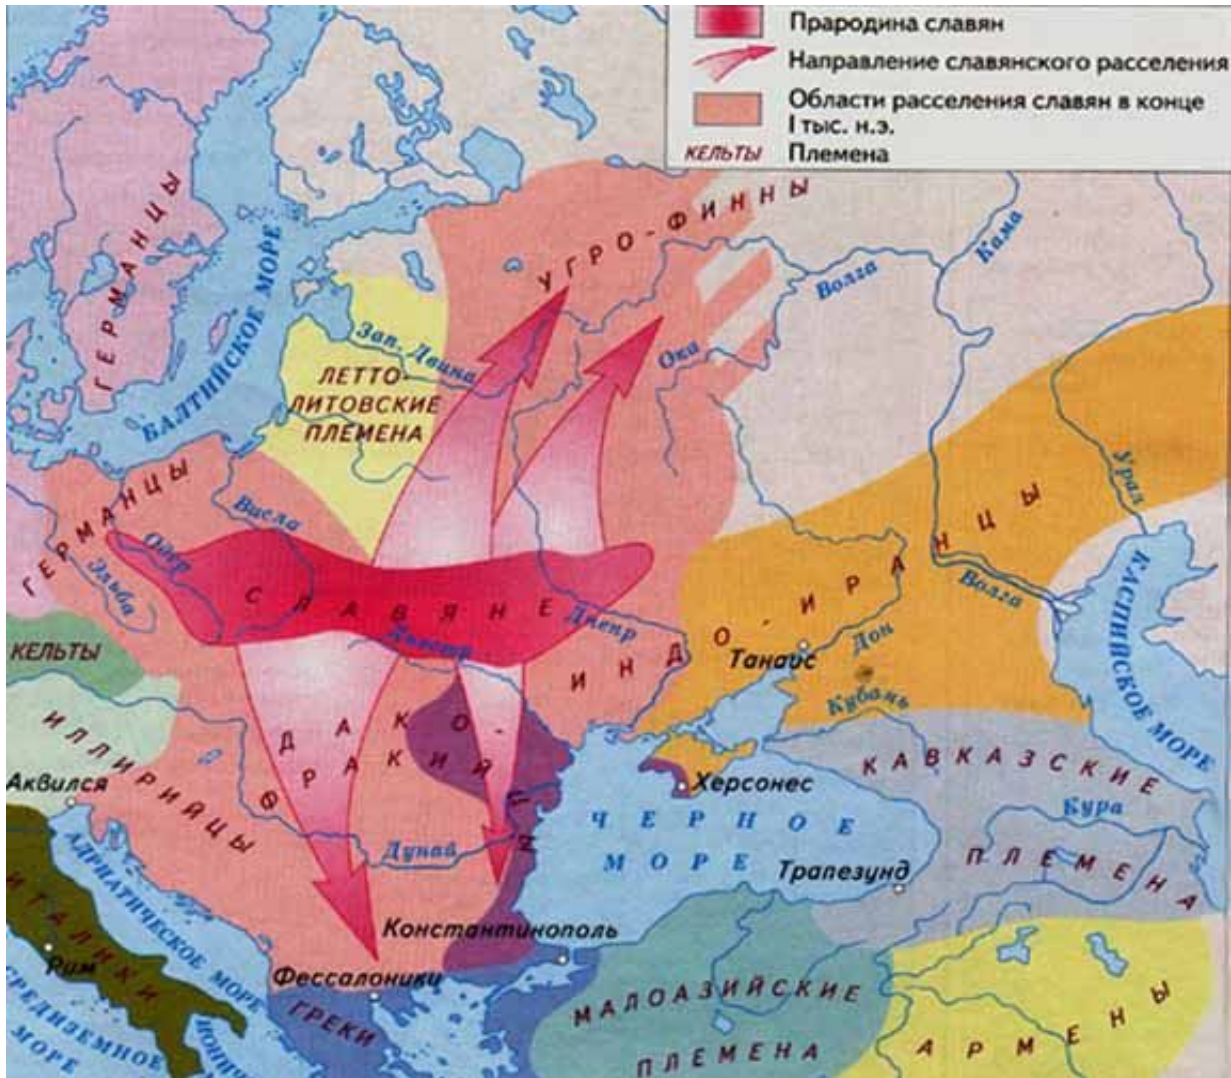 Прародина славян
Направление славянского расселения
Области расселения славян в конце
I тыс. н.э.
КЕЛЬТЫ Племена
ГЕРМАНЦЫ
БАЛТИЙСКОЕ МОРЕ
УГРО-ФИННЫ
Волга
Кама
Зап. Двина
Ока
ЛЕТТО-
ЛИТОВСКИЕ
ПЛЕМЕНА
ГЕРМАНЦЫ
Висла
Одер
Эльба
СЛАВЯНЕ
Днестр
Днепр
ИНДО-ИРАНЦЫ
Урал
Волга
КАСПИЙСКОЕ МОРЕ
КЕЛЬТЫ
Танаис
Дон
Кубань
ИЛЛИРИЙЦЫ
ДАКО-
ФРАКИЙЦЫ
КАВКАЗСКИЕ
ПЛЕМЕНА
Аквился
Херсонес
Кура
ЧЕРНОЕ
МОРЕ
Дунай
Трапезунд
АДРИАТИЧЕСКОЕ МОРЕ
ИТАЛИКИ
Рим
Константинополь
Фессалоники
ГРЕКИ
МАЛОАЗИЙСКИЕ
ПЛЕМЕНА
АРМЕНЫ
СРЕДИЗЕМНОЕ
МОРЕ